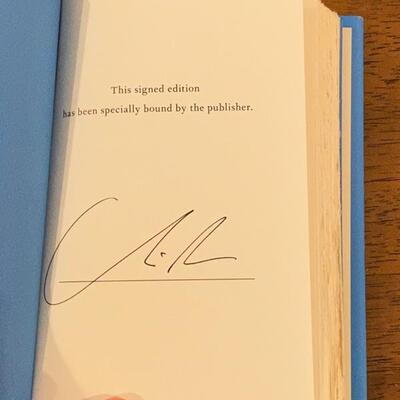 This signed edition
has been specially bound by the publisher.